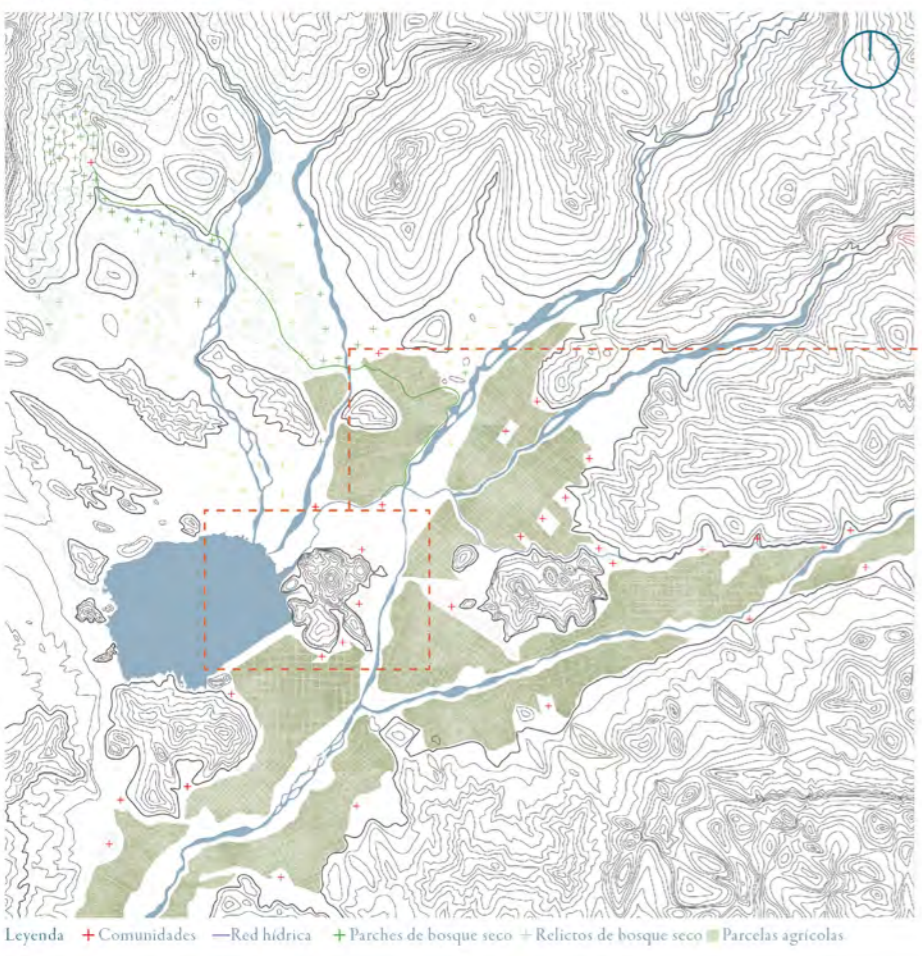 Leyenda + Comunidades — Red hídrica + Parches de bosque seco + Relictos de bosque seco Parcelas agrícolas